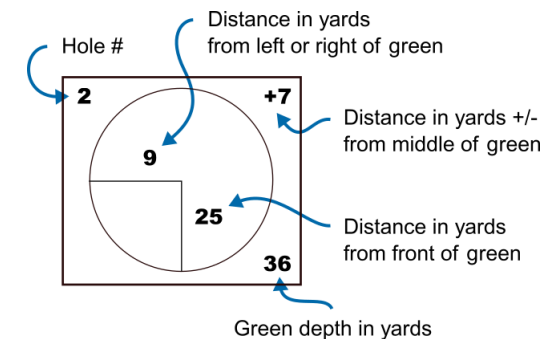 Distance in yards
from left or right of green
Hole #
2
+7
Distance in yards +/-
from middle of green
9
25
Distance in yards
from front of green
36
Green depth in yards